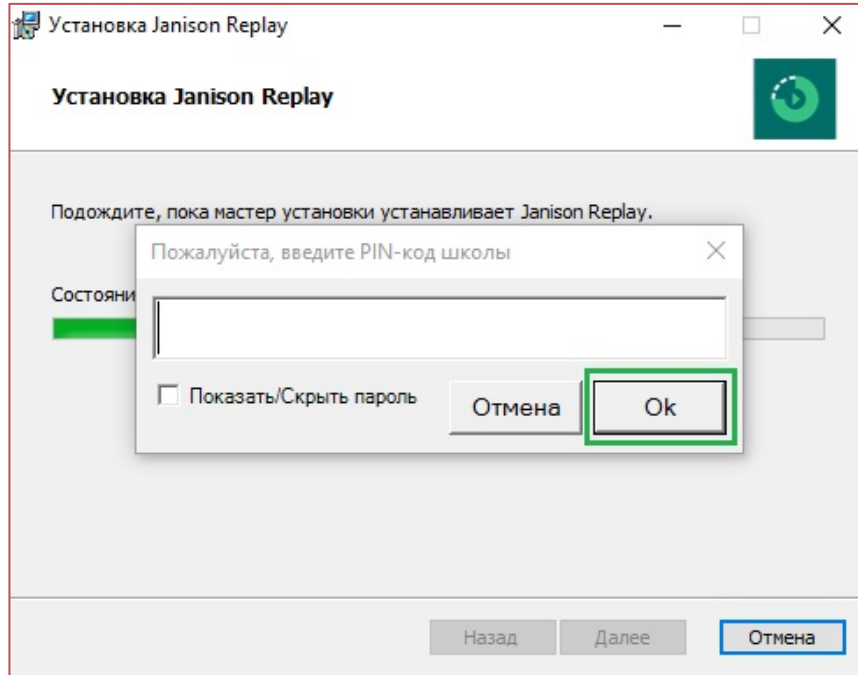 Установка Janison Replay
Установка Janison Replay
Подождите, пока мастер установки устанавливает Janison Replay.
Пожалуйста, введите PIN-код школы
Показать/Скрыть пароль
Отмена
Ok
Назад
Далее
Отмена